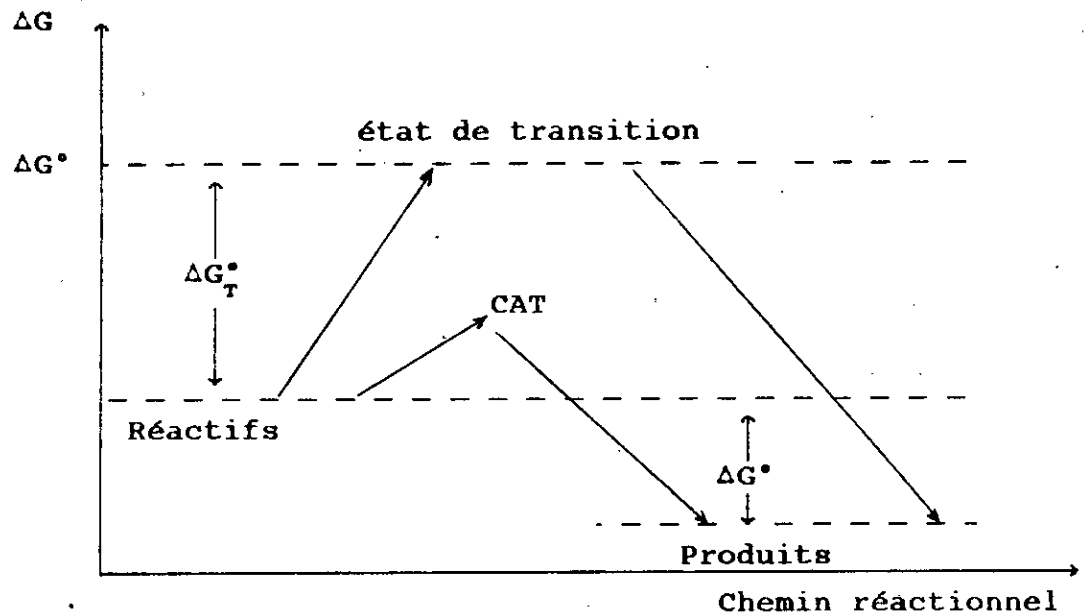 ΔG
état de transition
ΔG°
ΔG°T
CAT
Réactifs
ΔG°
Produits
Chemin réactionnel